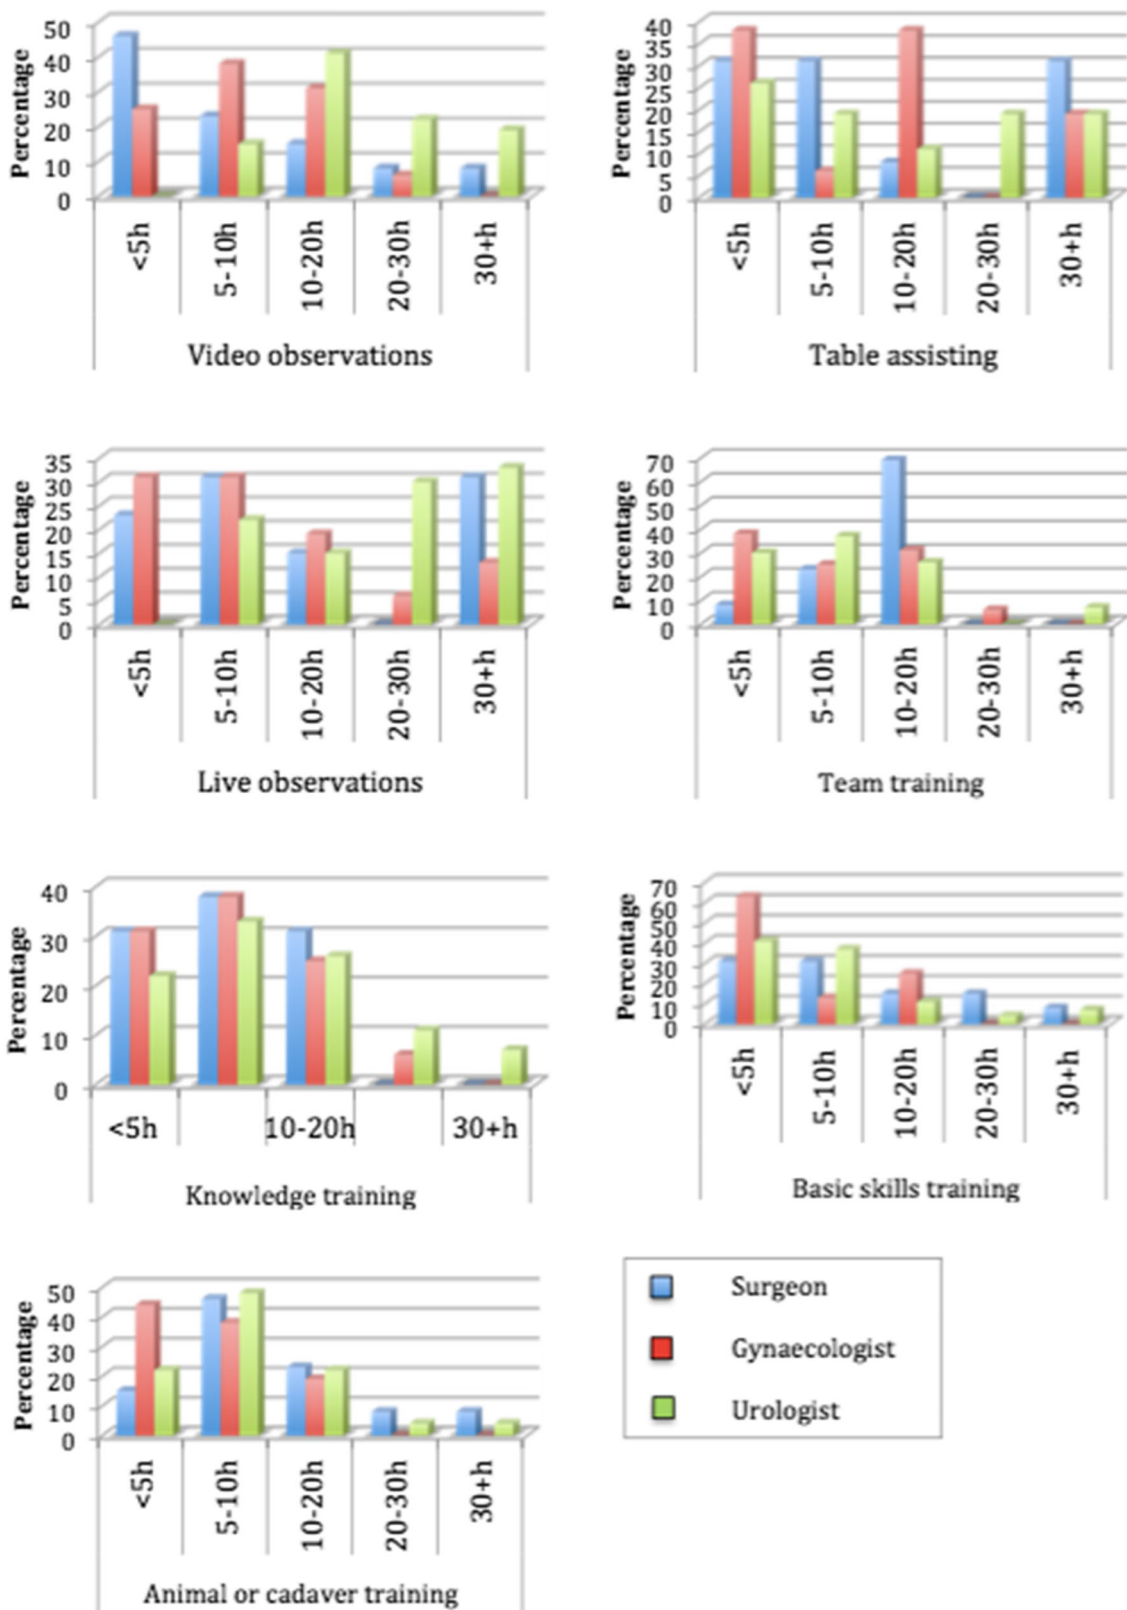 Percentage
50
40
30
20
10
0
<5h
5-10h
10-20h
20-30h
30+h
Video observations
Percentage
40
35
30
25
20
15
10
5
0
<5h
5-10h
10-20h
20-30h
30+h
Table assisting
Percentage
35
30
25
20
15
10
5
0
<5h
5-10h
10-20h
20-30h
30+h
Live observations
Percentage
70
60
50
40
30
20
10
0
<5h
5-10h
10-20h
20-30h
30+h
Team training
Percentage
40
30
20
10
0
<5h
10-20h
30+h
Knowledge training
Percentage
70
60
50
40
30
20
10
0
<5h
5-10h
10-20h
20-30h
30+h
Basic skills training
Percentage
50
40
30
20
10
0
<5h
5-10h
10-20h
20-30h
30+h
Animal or cadaver training
Surgeon
Gynaecologist
Urologist